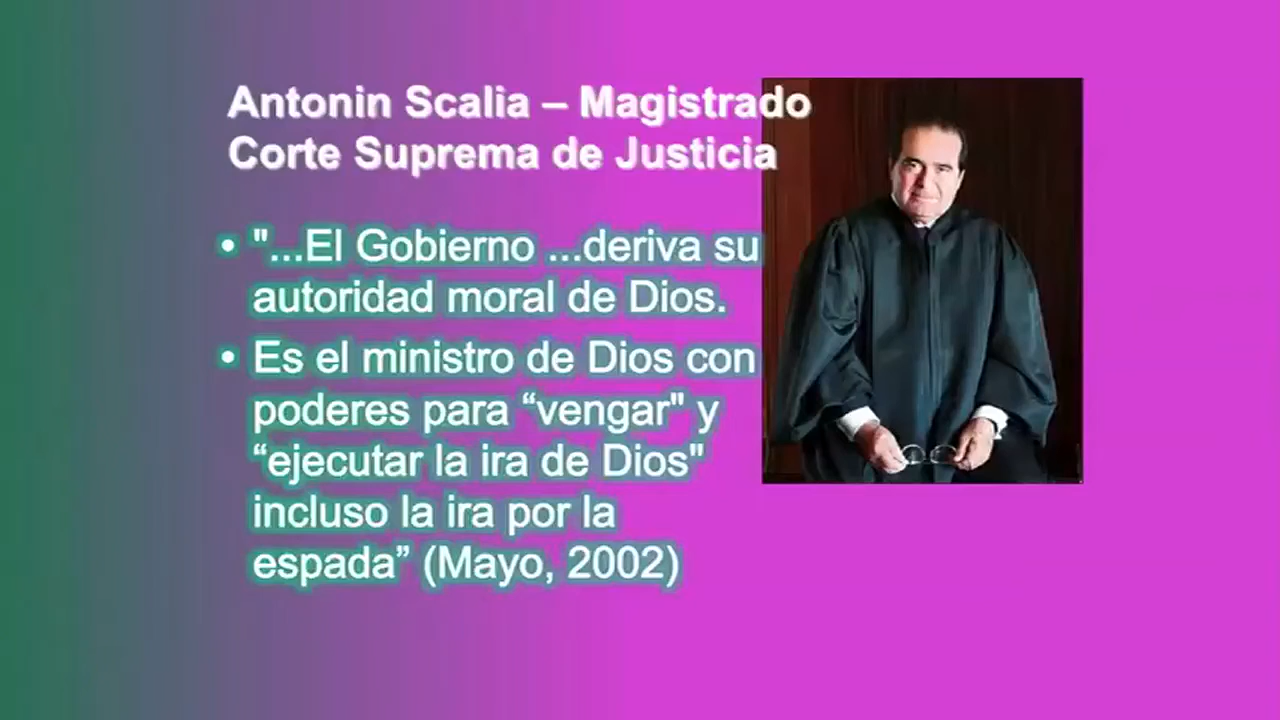 Antonin Scalia – Magistrado
Corte Suprema de Justicia
• "...El Gobierno ...deriva su
autoridad moral de Dios.
• Es el ministro de Dios con
poderes para “vengar" y
“ejecutar la ira de Dios"
incluso la ira por la
espada” (Mayo, 2002)